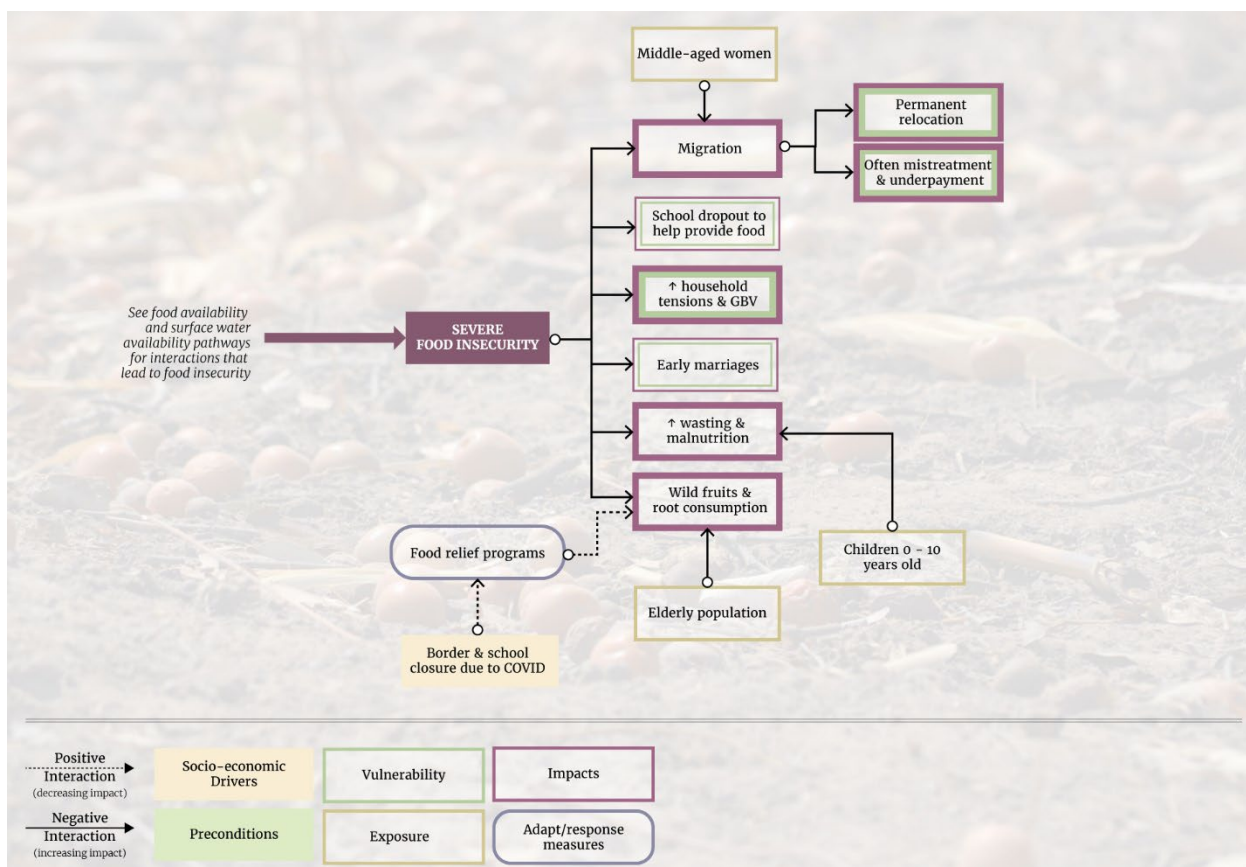 Middle-aged women
Migration
Permanent
relocation
Often mistreatment
& underpayment
School dropout to
help provide food
↑ household
tensions & GBV
See food availability
and surface water
availability pathways
for interactions that
lead to food insecurity
SEVERE
FOOD INSECURITY
Early marriages
↑ wasting &
malnutrition
Wild fruits &
root consumption
Food relief programs
Children 0 - 10
years old
Elderly population
Border & school
closure due to COVID
Positive
Interaction
(decreasing impact)
Socio-economic
Drivers
Vulnerability
Impacts
Negative
Interaction
(increasing impact)
Preconditions
Exposure
Adapt/response
measures